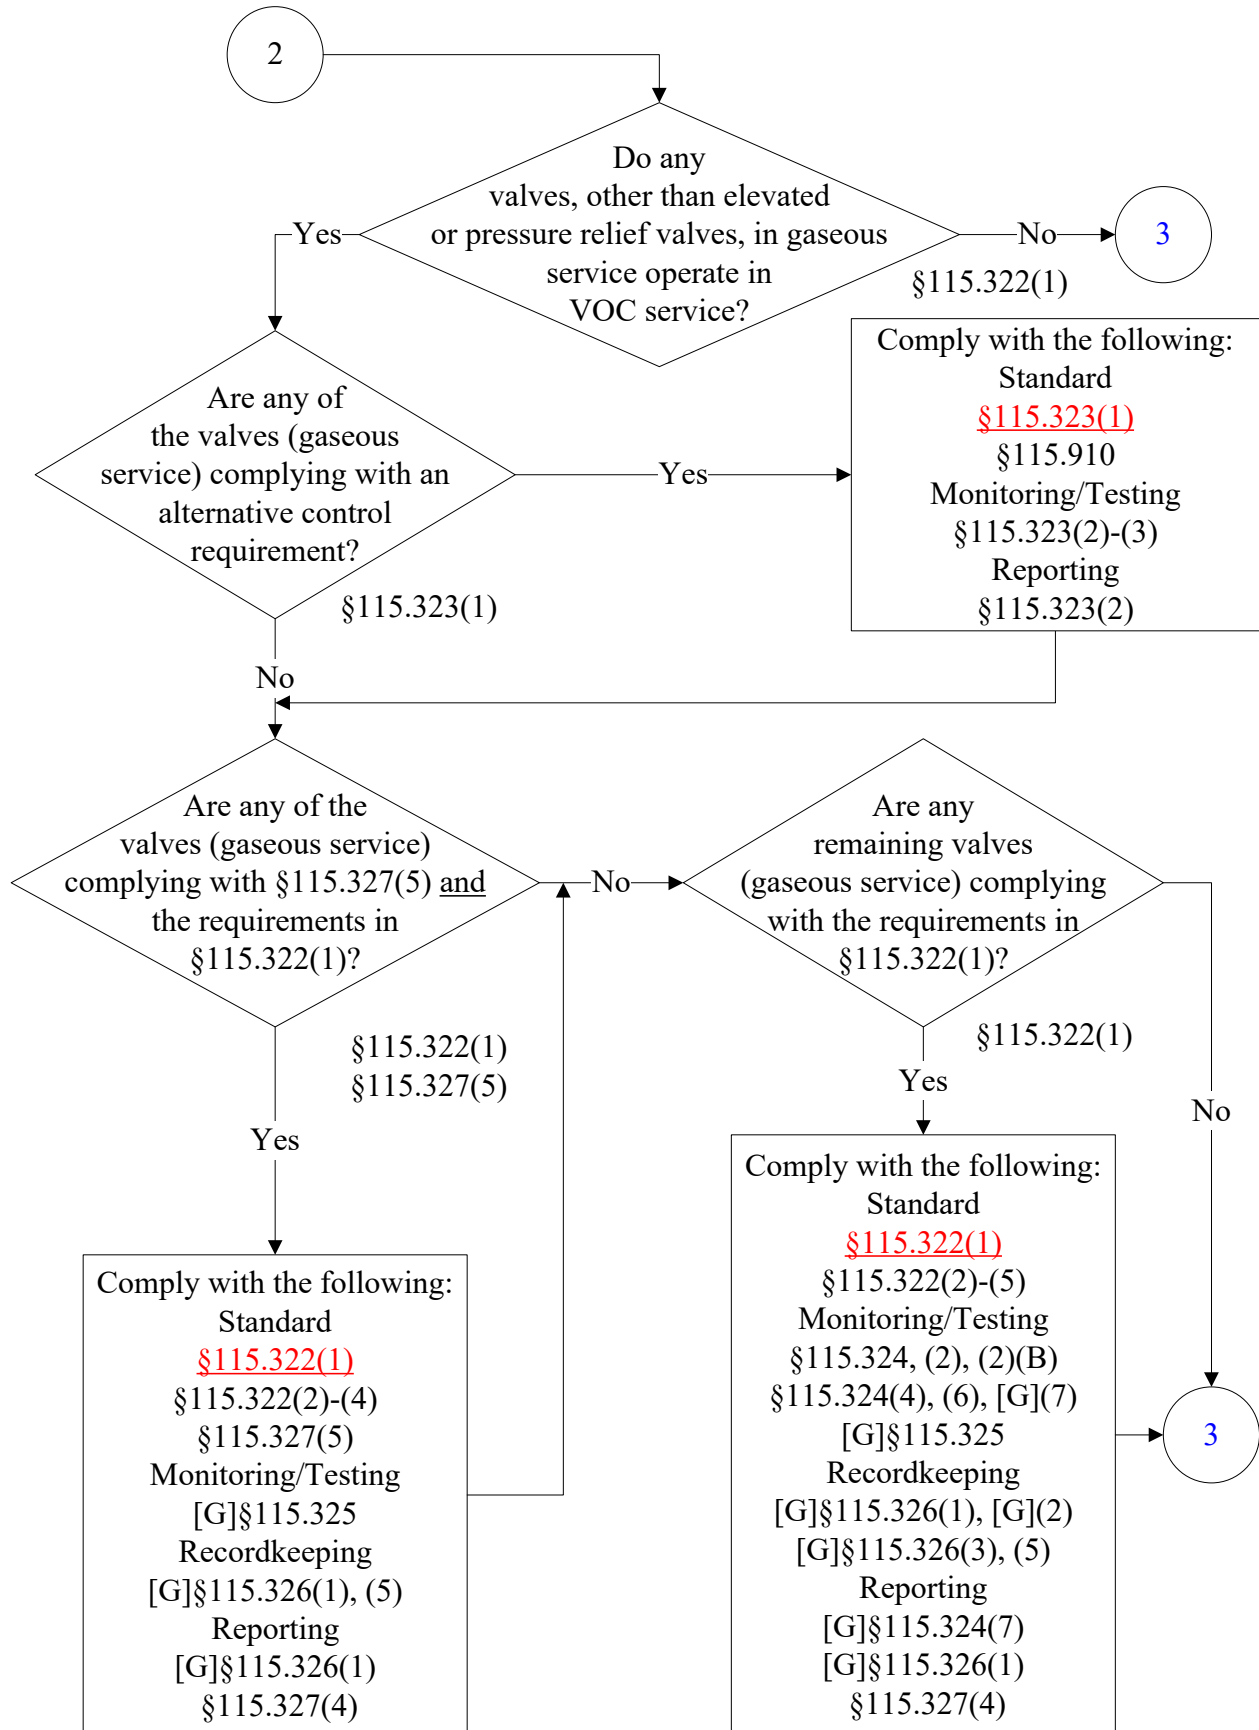 2
Do any
valves, other than elevated
or pressure relief valves, in gaseous
service operate in
VOC service?
Yes
No
3
§115.322(1)
Are any of
the valves (gaseous
service) complying with an
alternative control
requirement?
Yes
§115.323(1)
No
Comply with the following:
Standard
§115.323(1)
§115.910
Monitoring/Testing
§115.323(2)-(3)
Reporting
§115.323(2)
Are any of the
valves (gaseous service)
complying with §115.327(5) and
the requirements in
§115.322(1)?
No
§115.322(1)
§115.327(5)
Yes
Are any
remaining valves
(gaseous service) complying
with the requirements in
§115.322(1)?
§115.322(1)
Yes
No
Comply with the following:
Standard
§115.322(1)
§115.322(2)-(4)
§115.327(5)
Monitoring/Testing
[G]§115.325
Recordkeeping
[G]§115.326(1), (5)
Reporting
[G]§115.326(1)
§115.327(4)
Comply with the following:
Standard
§115.322(1)
§115.322(2)-(5)
Monitoring/Testing
§115.324, (2), (2)(B)
§115.324(4), (6), [G](7)
[G]§115.325
Recordkeeping
[G]§115.326(1), [G](2)
[G]§115.326(3), (5)
Reporting
[G]§115.324(7)
[G]§115.326(1)
§115.327(4)
3